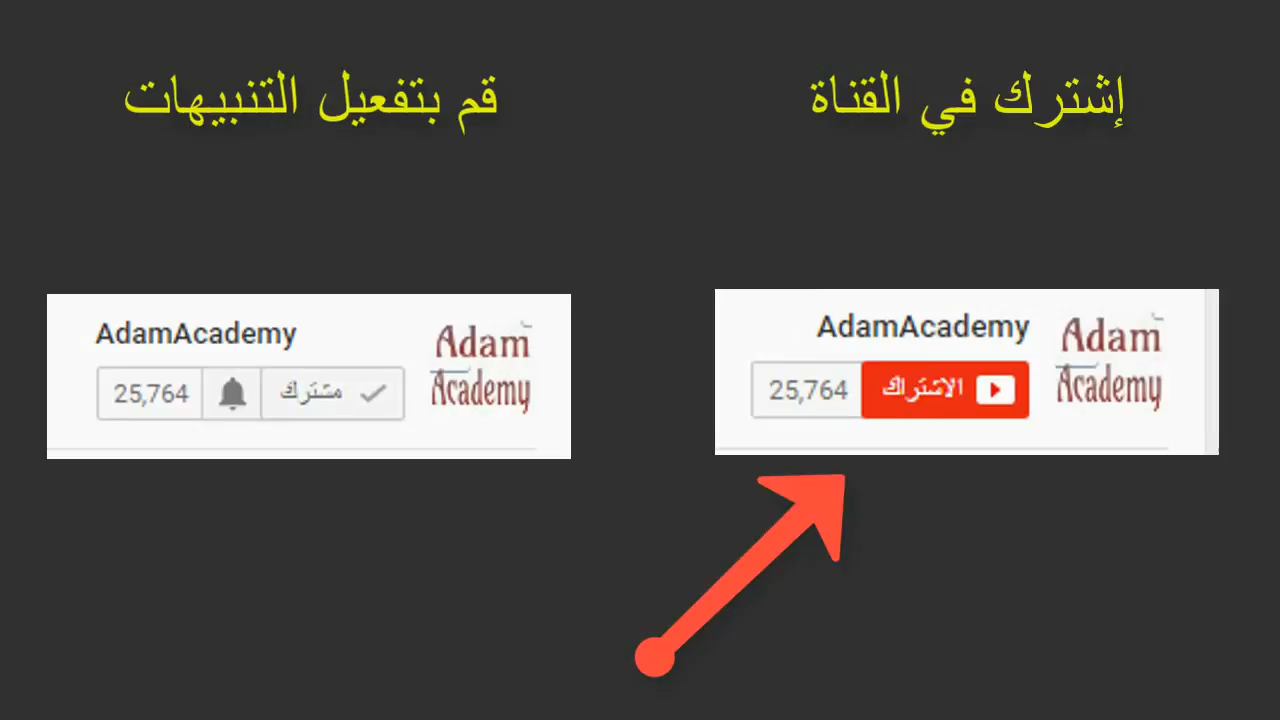 إشترك في القناة
قم بتفعيل التنبيهات
AdamAcademy
Adam
Academy
الاشتراك
25,764
AdamAcademy
Adam
Academy
مشترك
25,764